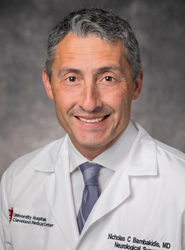 University Hospitals
Cleveland Medical Center
Nicholas C Bambakidis, MD
Neurological